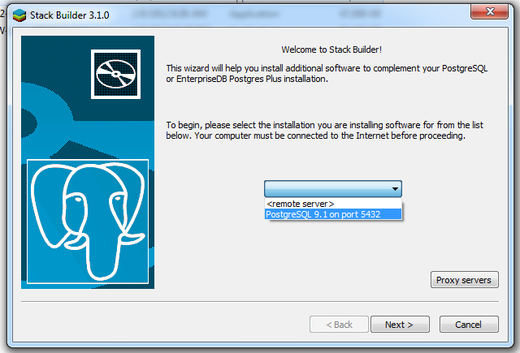 Stack Builder 3.1.0
Welcome to Stack Builder!
This wizard will help you install additional software to complement your PostgreSQL
or EnterpriseDB Postgres Plus installation.
To begin, please select the installation you are installing software for from the list
below. Your computer must be connected to the Internet before proceeding.
<remote server>
PostgreSQL 9.1 on port 5432
Proxy servers
< Back
Next >
Cancel